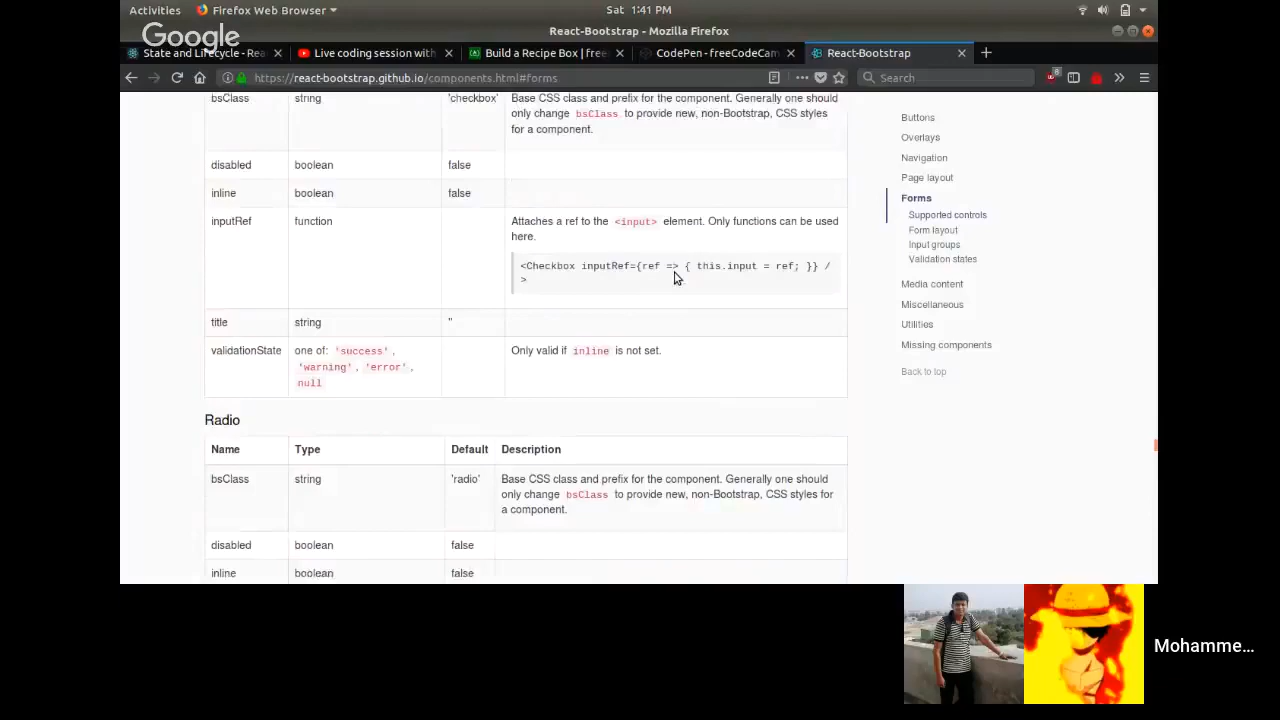 Activities Firefox Web Browser Sat 1:41 PM
Google
React-Bootstrap - Mozilla Firefox
State and Lifecycle - Rea Live coding session with Build a Recipe Box | free CodePen - freeCodeCam React-Bootstrap
https://react-bootstrap.github.io/components.html#forms Search 8
bsClass string 'checkbox' Base CSS class and prefix for the component. Generally one should
only change bsClass to provide new, non-Bootstrap, CSS styles
for a component.
disabled boolean false
inline boolean false
inputRef function Attaches a ref to the <input> element. Only functions can be used
here.
<Checkbox inputRef={ref => { this.input = ref; }} /
>
title string ''
validationState one of: 'success', Only valid if inline is not set.
'warning', 'error',
null
Radio
Name Type Default Description
bsClass string 'radio' Base CSS class and prefix for the component. Generally one should
only change bsClass to provide new, non-Bootstrap, CSS styles for
a component.
disabled boolean false
inline boolean false
Buttons
Overlays
Navigation
Page layout
Forms
Supported controls
Form layout
Input groups
Validation states
Media content
Miscellaneous
Utilities
Missing components
Back to top
Mohamme...